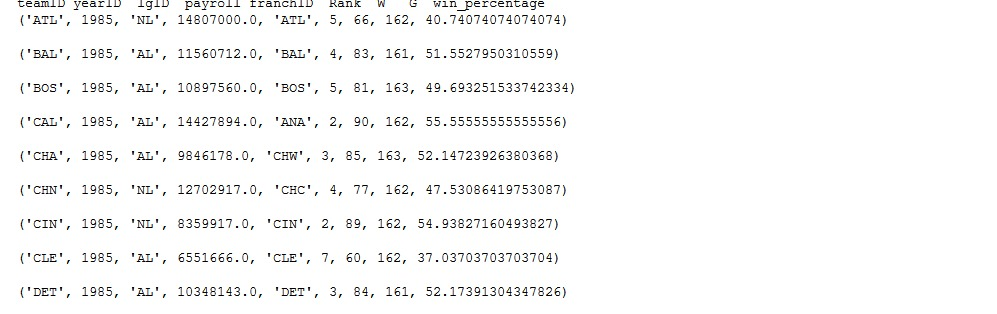 teamID yearID lgID payroll franchID Rank W G win_percentage
('ATL', 1985, 'NL', 14807000.0, 'ATL', 5, 66, 162, 40.74074074074074)
('BAL', 1985, 'AL', 11560712.0, 'BAL', 4, 83, 161, 51.5527950310559)
('BOS', 1985, 'AL', 10897560.0, 'BOS', 5, 81, 163, 49.693251533742334)
('CAL', 1985, 'AL', 14427894.0, 'ANA', 2, 90, 162, 55.55555555555556)
('CHA', 1985, 'AL', 9846178.0, 'CHW', 3, 85, 163, 52.14723926380368)
('CHN', 1985, 'NL', 12702917.0, 'CHC', 4, 77, 162, 47.53086419753087)
('CIN', 1985, 'NL', 8359917.0, 'CIN', 2, 89, 162, 54.93827160493827)
('CLE', 1985, 'AL', 6551666.0, 'CLE', 7, 60, 162, 37.03703703703704)
('DET', 1985, 'AL', 10348143.0, 'DET', 3, 84, 161, 52.17391304347826)